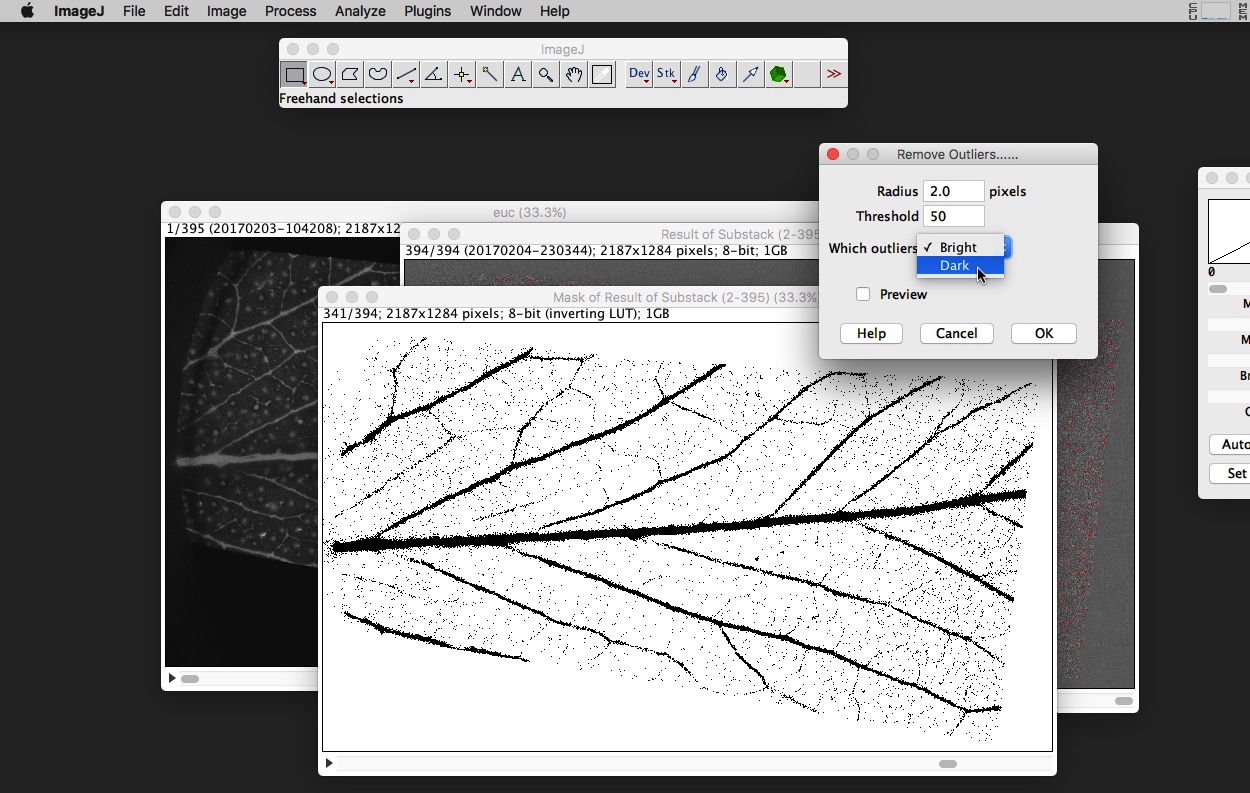 ImageJ File Edit Image Process Analyze Plugins Window Help
CPU MEM
ImageJ
A Dev Stk >>
Freehand selections
Remove Outliers......
Radius 2.0 pixels
Threshold 50
Which outliers ✓ Bright
Dark
Preview
Help Cancel OK
euc (33.3%)
1/395 (20170203-104208); 2187x12
Result of Substack (2-395
394/394 (20170204-230344); 2187x1284 pixels; 8-bit; 1GB
Mask of Result of Substack (2-395) (33.3%)
341/394; 2187x1284 pixels; 8-bit (inverting LUT); 1GB
0
M
M
Br
C
Auto
Set